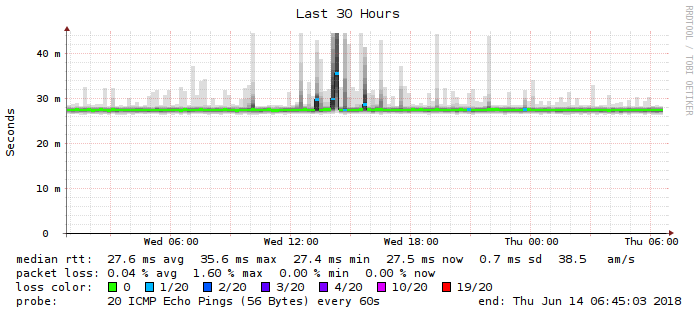 Last 30 Hours
RRDTOOL / TOBI OETIKER
Seconds
40 m
30 m
20 m
10 m
0
Wed 06:00 Wed 12:00 Wed 18:00 Thu 00:00 Thu 06:00
median rtt: 27.6 ms avg 35.6 ms max 27.4 ms min 27.5 ms now 0.7 ms sd 38.5 am/s
packet loss: 0.04 % avg 1.60 % max 0.00 % min 0.00 % now
loss color: 0 1/20 2/20 3/20 4/20 10/20 19/20
probe: 20 ICMP Echo Pings (56 Bytes) every 60s end: Thu Jun 14 06:45:03 2018